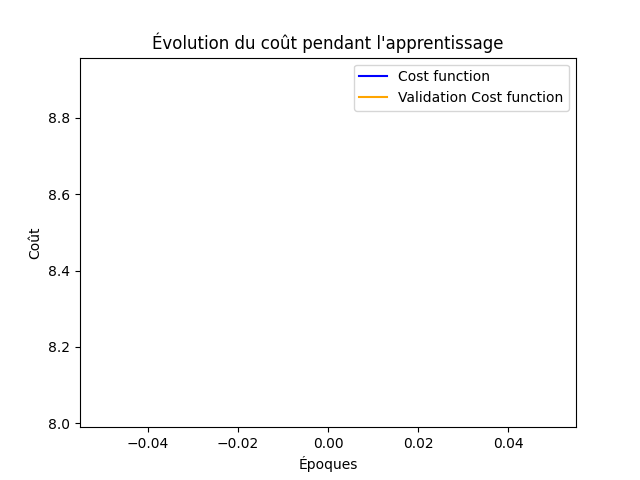 Évolution du coût pendant l'apprentissage
Cost function
Validation Cost function
8.8
8.6
8.4
8.2
8.0
Coût
−0.04
−0.02
0.00
0.02
0.04
Époques